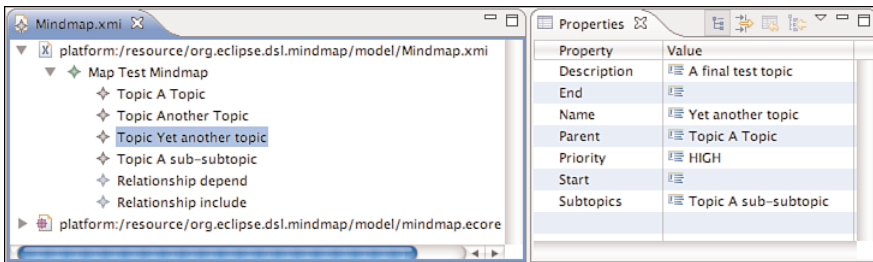 Mindmap.xmi
platform:/resource/org.eclipse.dsl.mindmap/model/Mindmap.xmi
Map Test Mindmap
Topic A Topic
Topic Another Topic
Topic Yet another topic
Topic A sub-subtopic
Relationship depend
Relationship include
platform:/resource/org.eclipse.dsl.mindmap/model/mindmap.ecore
Properties
Property Value
Description A final test topic
End
Name Yet another topic
Parent Topic A Topic
Priority HIGH
Start
Subtopics Topic A sub-subtopic